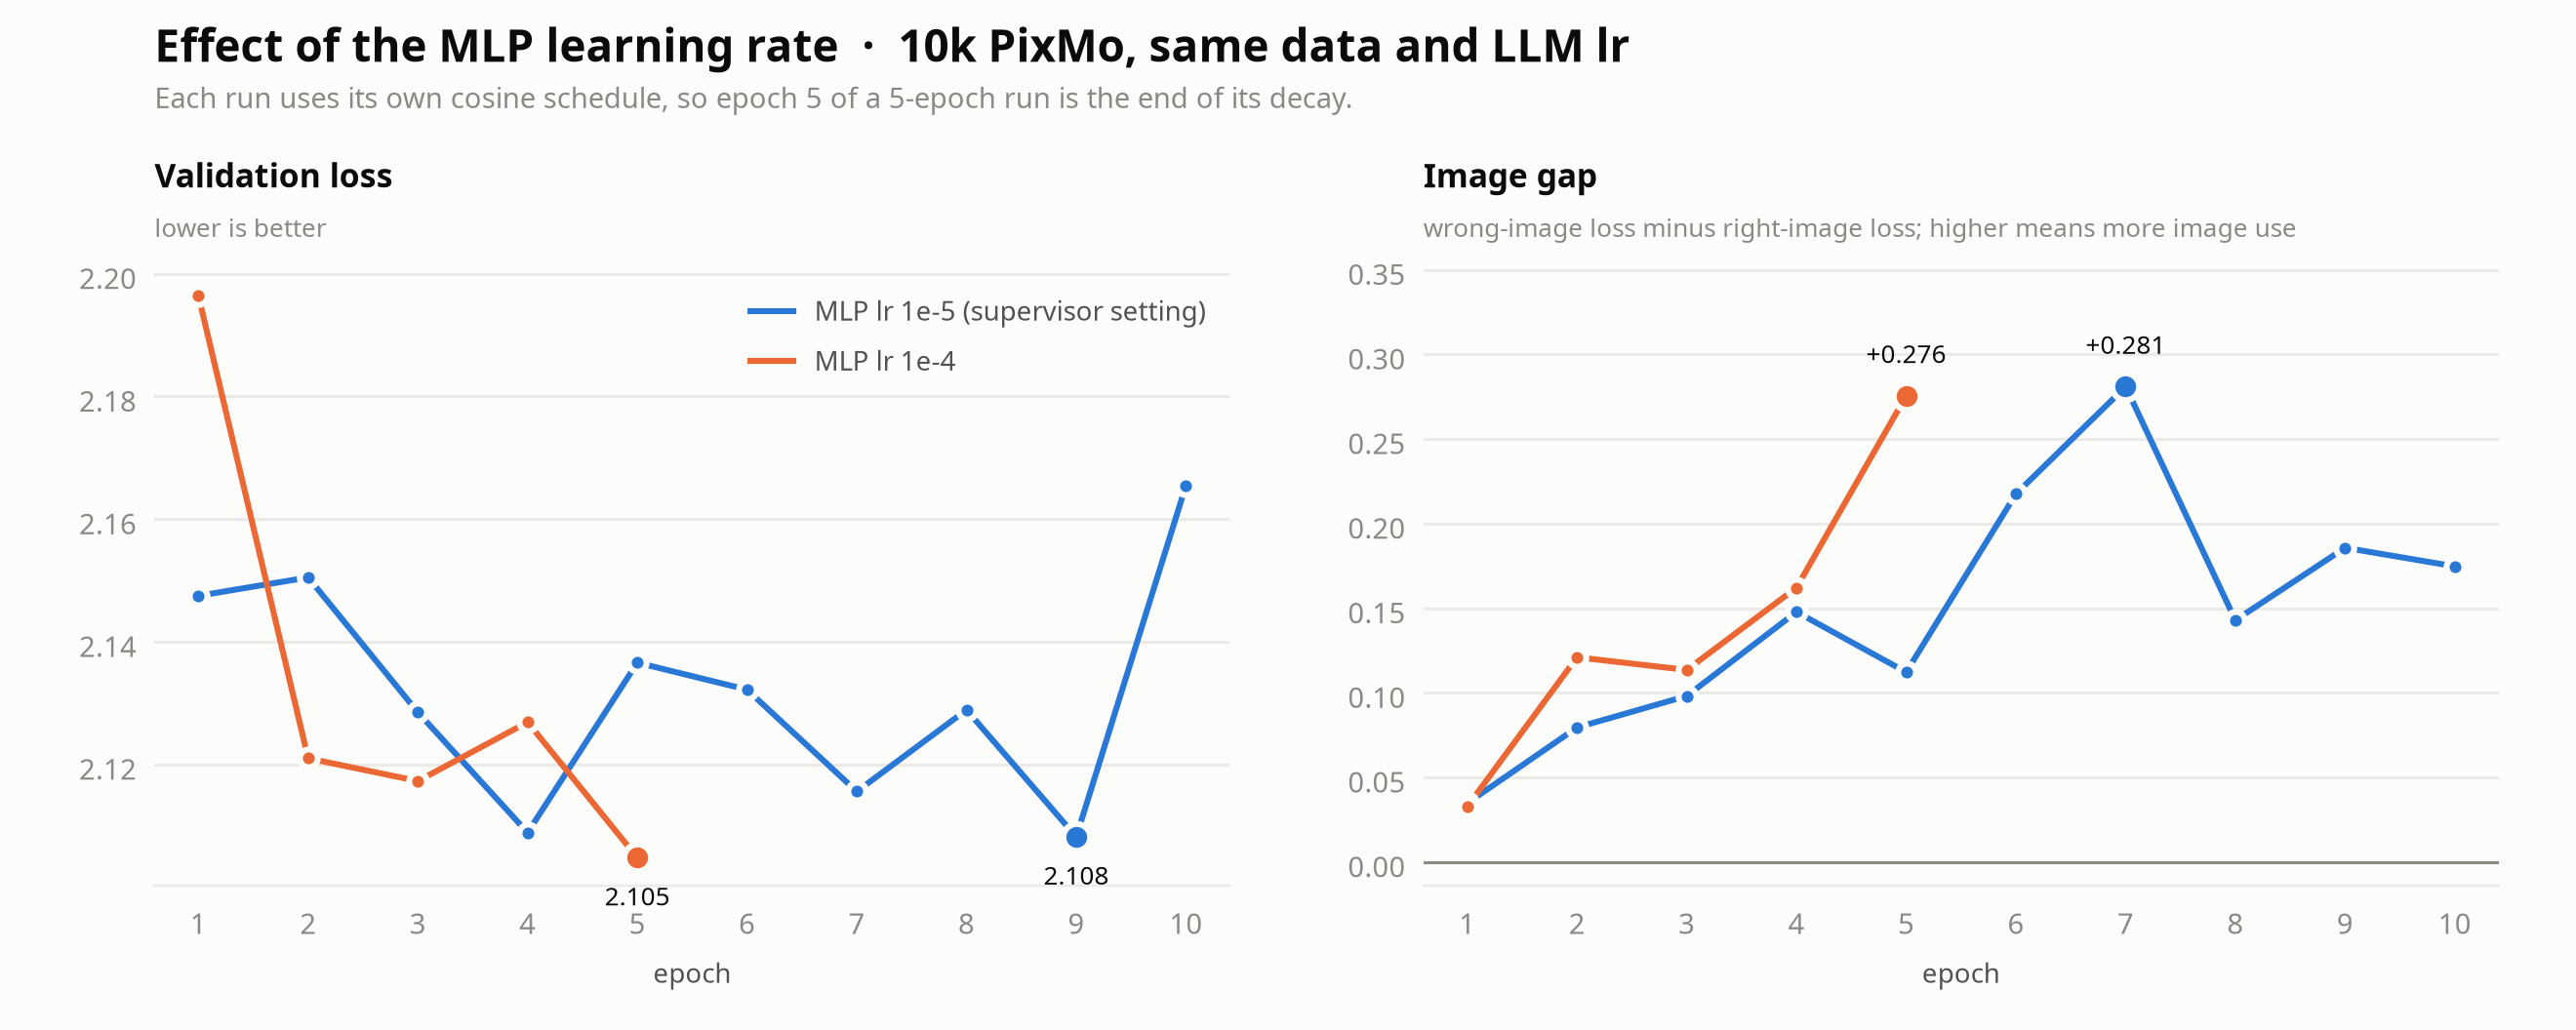 Effect of the MLP learning rate · 10k PixMo, same data and LLM lr
Each run uses its own cosine schedule, so epoch 5 of a 5-epoch run is the end of its decay.
Validation loss
lower is better
2.20
2.18
2.16
2.14
2.12
MLP lr 1e-5 (supervisor setting)
MLP lr 1e-4
2.105
2.108
1 2 3 4 5 6 7 8 9 10
epoch
Image gap
wrong-image loss minus right-image loss; higher means more image use
0.35
0.30
0.25
0.20
0.15
0.10
0.05
0.00
+0.276
+0.281
1 2 3 4 5 6 7 8 9 10
epoch